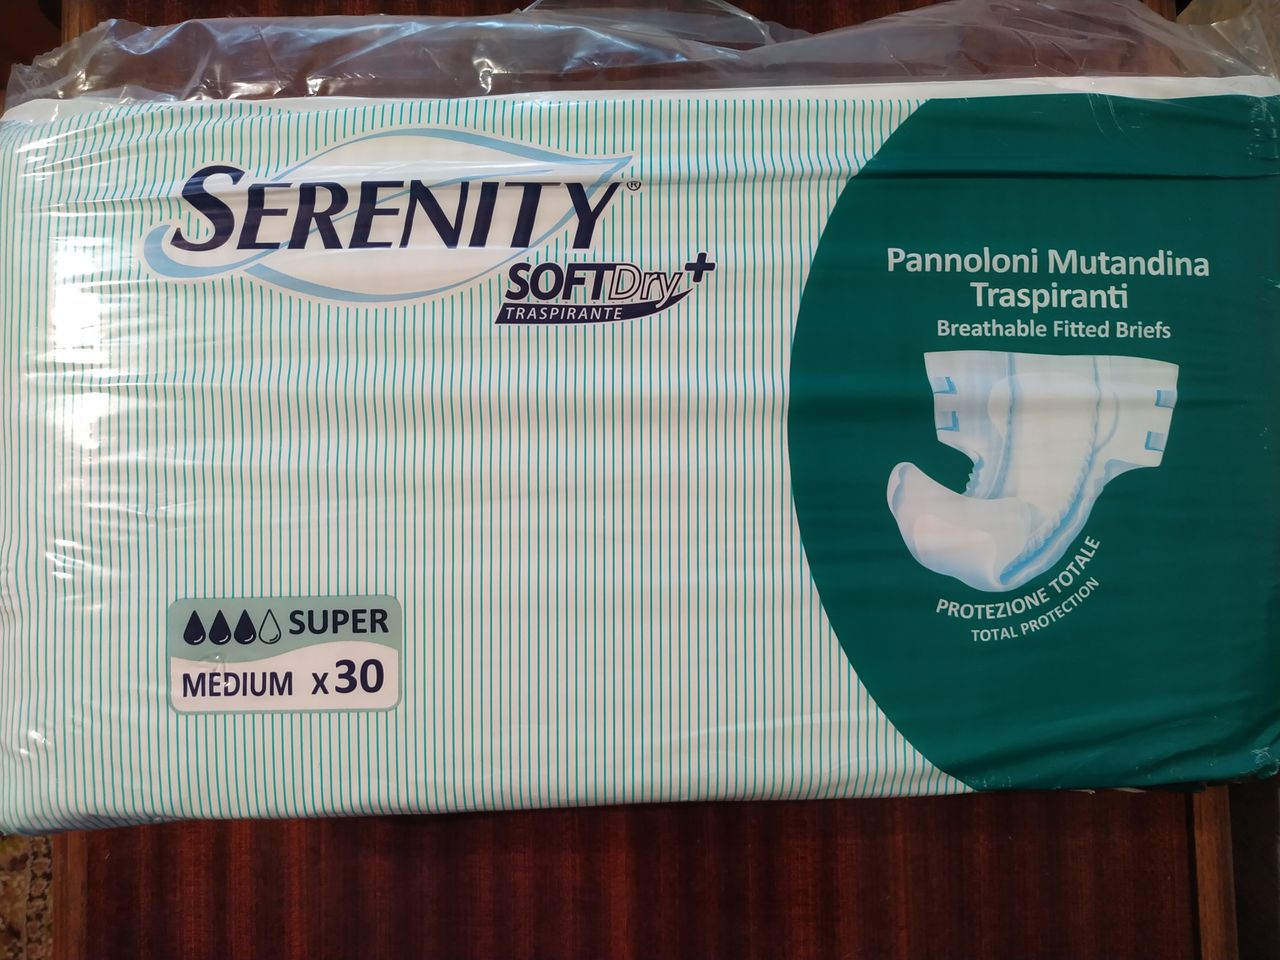 SERENITY®
SOFTDry+
TRASPIRANTE
Pannoloni Mutandina
Traspiranti
Breathable Fitted Briefs
PROTEZIONE TOTALE
TOTAL PROTECTION
SUPER
MEDIUM x30